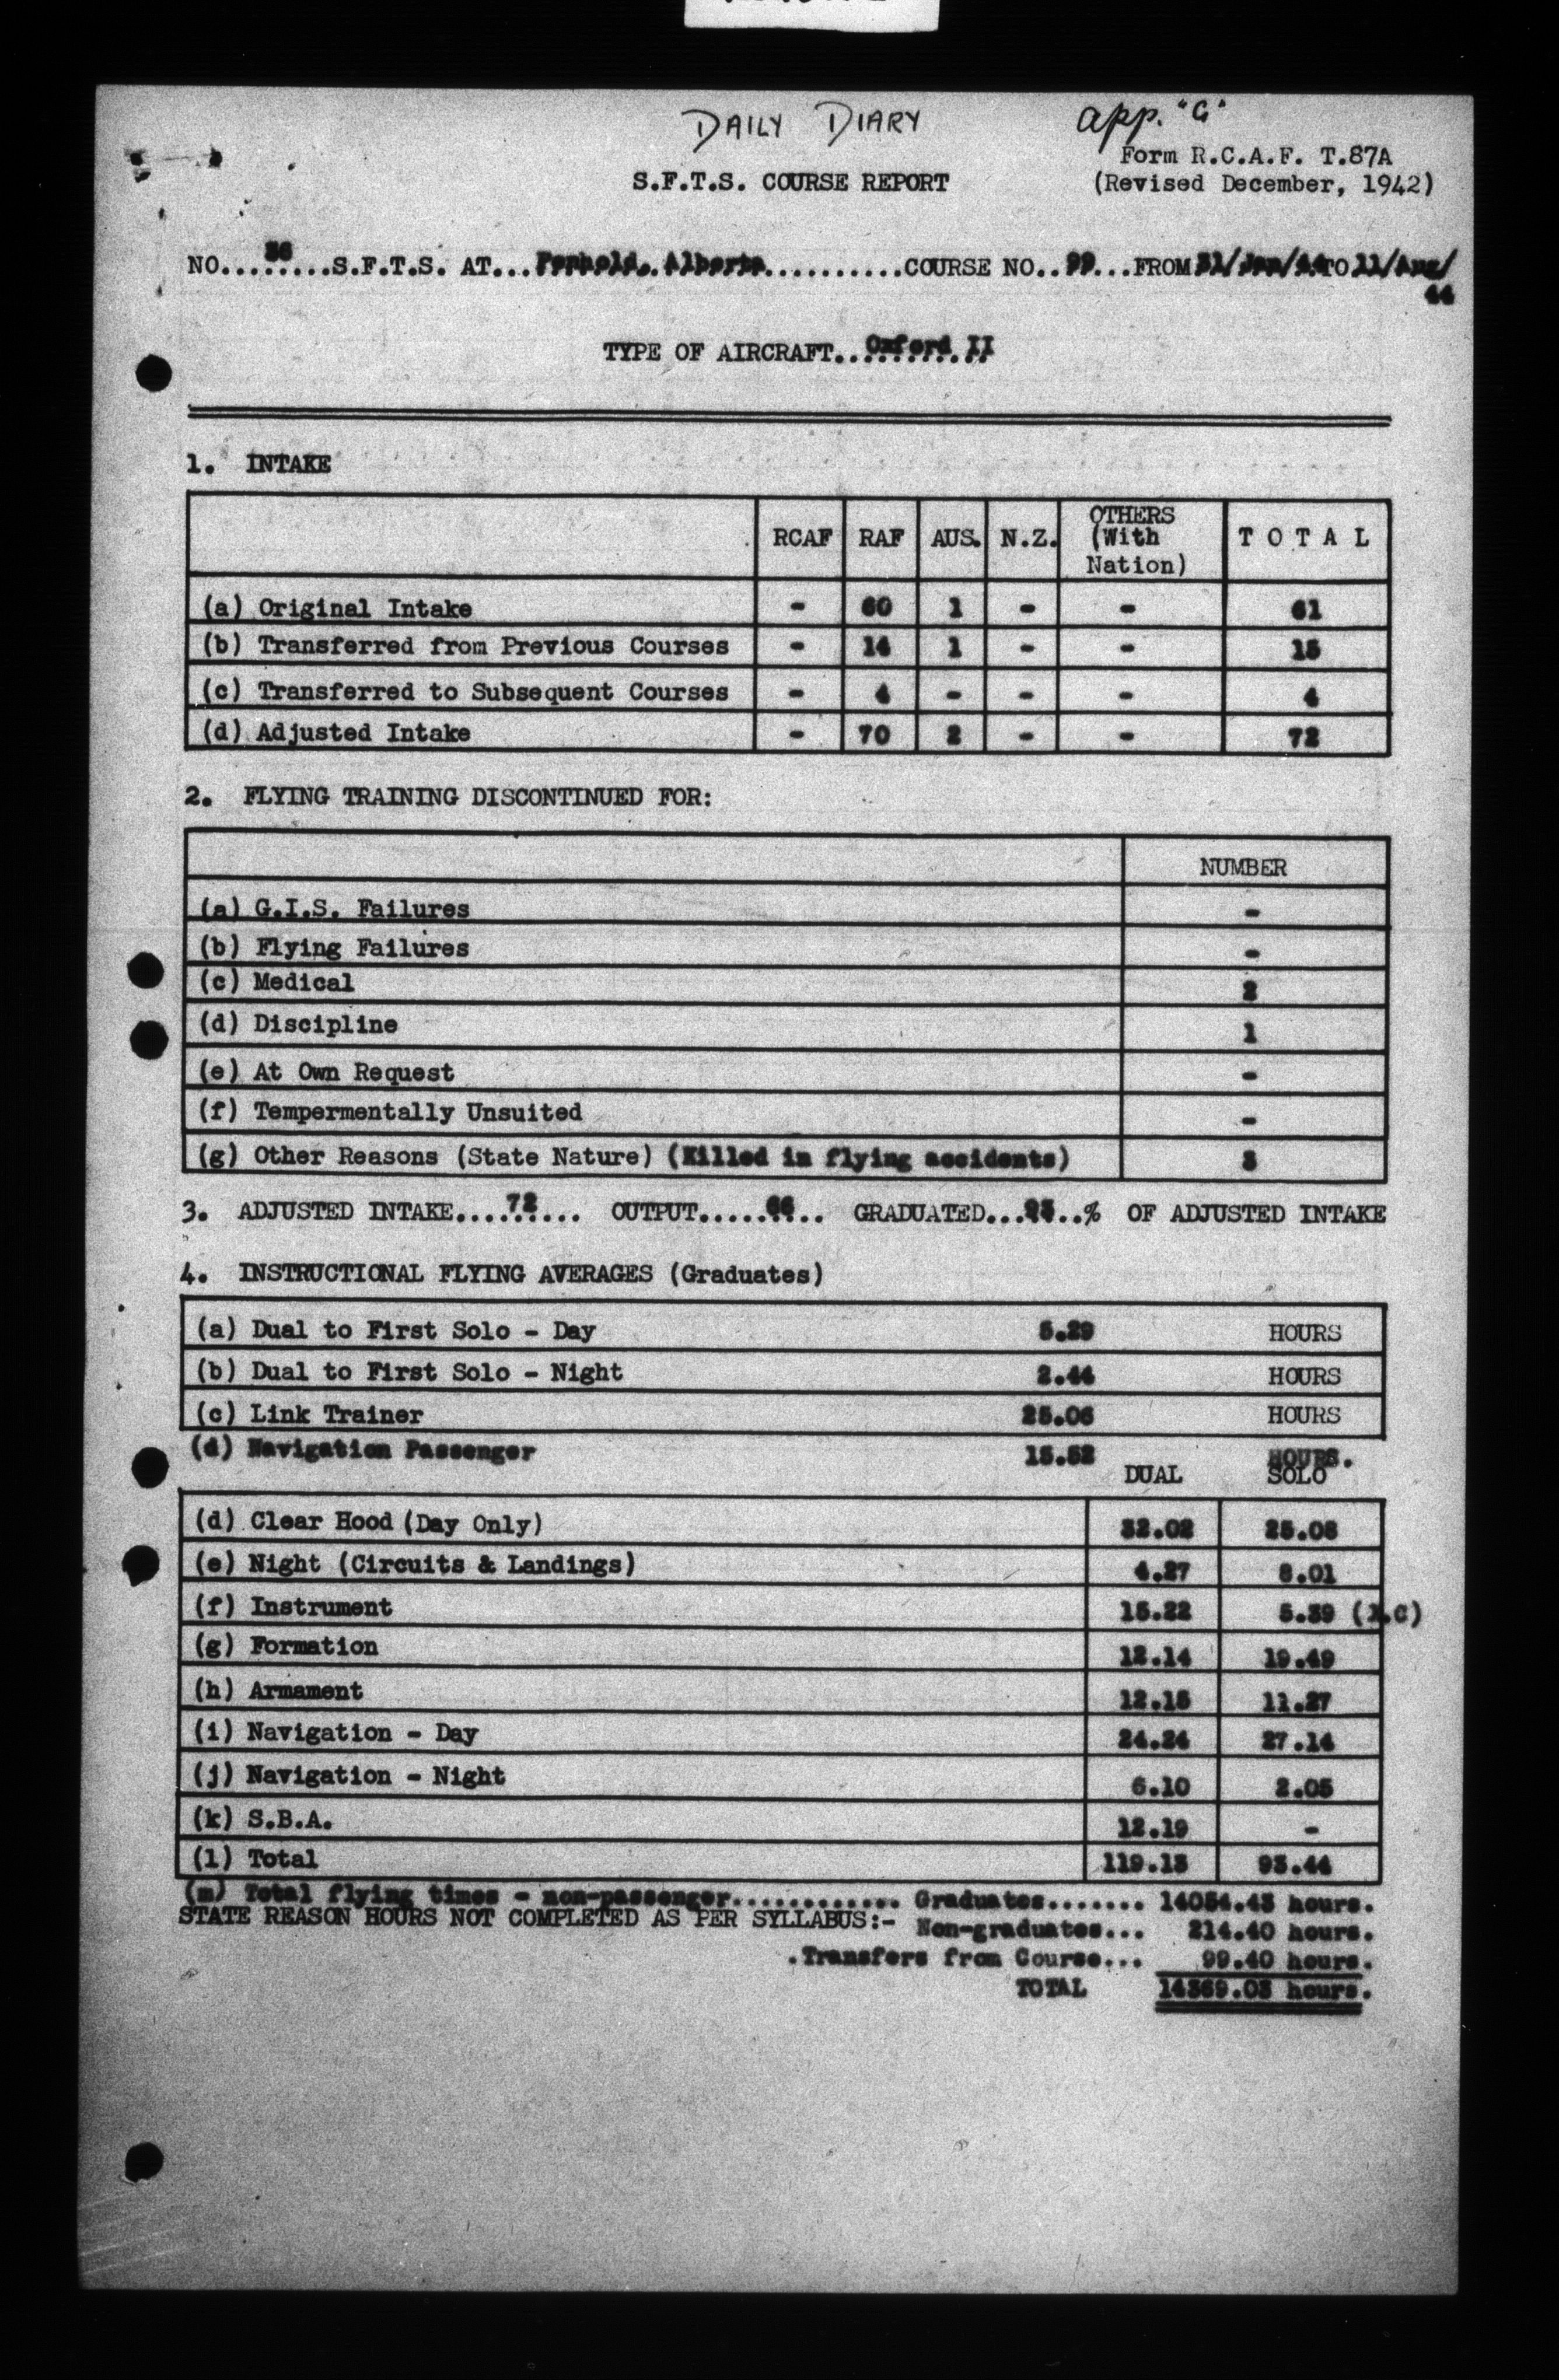 DAILY DIARY
app. "G"
Form R.C.A.F. T.87A
S.F.T.S. COURSE REPORT (Revised December, 1942)
NO....36.....S.F.T.S. AT...Penhold, Alberta...........COURSE NO..99...FROM 31/Jan/44 TO 11/Aug/
44
TYPE OF AIRCRAFT...Oxford II
1. INTAKE
RCAF RAF AUS. N.Z. OTHERS (With Nation) TOTAL
(a) Original Intake - 60 1 - - 61
(b) Transferred from Previous Courses - 14 1 - - 15
(c) Transferred to Subsequent Courses - 4 - - - 4
(d) Adjusted Intake - 70 2 - - 72
2. FLYING TRAINING DISCONTINUED FOR:
NUMBER
(a) G.I.S. Failures -
(b) Flying Failures -
(c) Medical 2
(d) Discipline 1
(e) At Own Request -
(f) Tempermentally Unsuited -
(g) Other Reasons (State Nature) (Killed in flying accidents) 3
3. ADJUSTED INTAKE....72.... OUTPUT......66... GRADUATED......% OF ADJUSTED INTAKE
4. INSTRUCTIONAL FLYING AVERAGES (Graduates)
(a) Dual to First Solo - Day 5.29 HOURS
(b) Dual to First Solo - Night 2.44 HOURS
(c) Link Trainer 25.06 HOURS
(d) Navigation Passenger 15.52 HOURS.
DUAL SOLO
(d) Clear Hood (Day Only) 32.02 25.08
(e) Night (Circuits & Landings) 4.27 8.01
(f) Instrument 15.22 5.39 (I.C)
(g) Formation 12.14 19.49
(h) Armament 12.15 11.27
(i) Navigation - Day 24.24 27.14
(j) Navigation - Night 6.10 2.05
(k) S.B.A. 12.19 -
(l) Total 119.13 93.44
(m) Total flying times - non-passenger............ Graduates........ 14054.43 hours.
STATE REASON HOURS NOT COMPLETED AS PER SYLLABUS:- Non-graduates... 214.40 hours.
.Transfers from Course... 99.40 hours.
TOTAL 14369.03 hours.